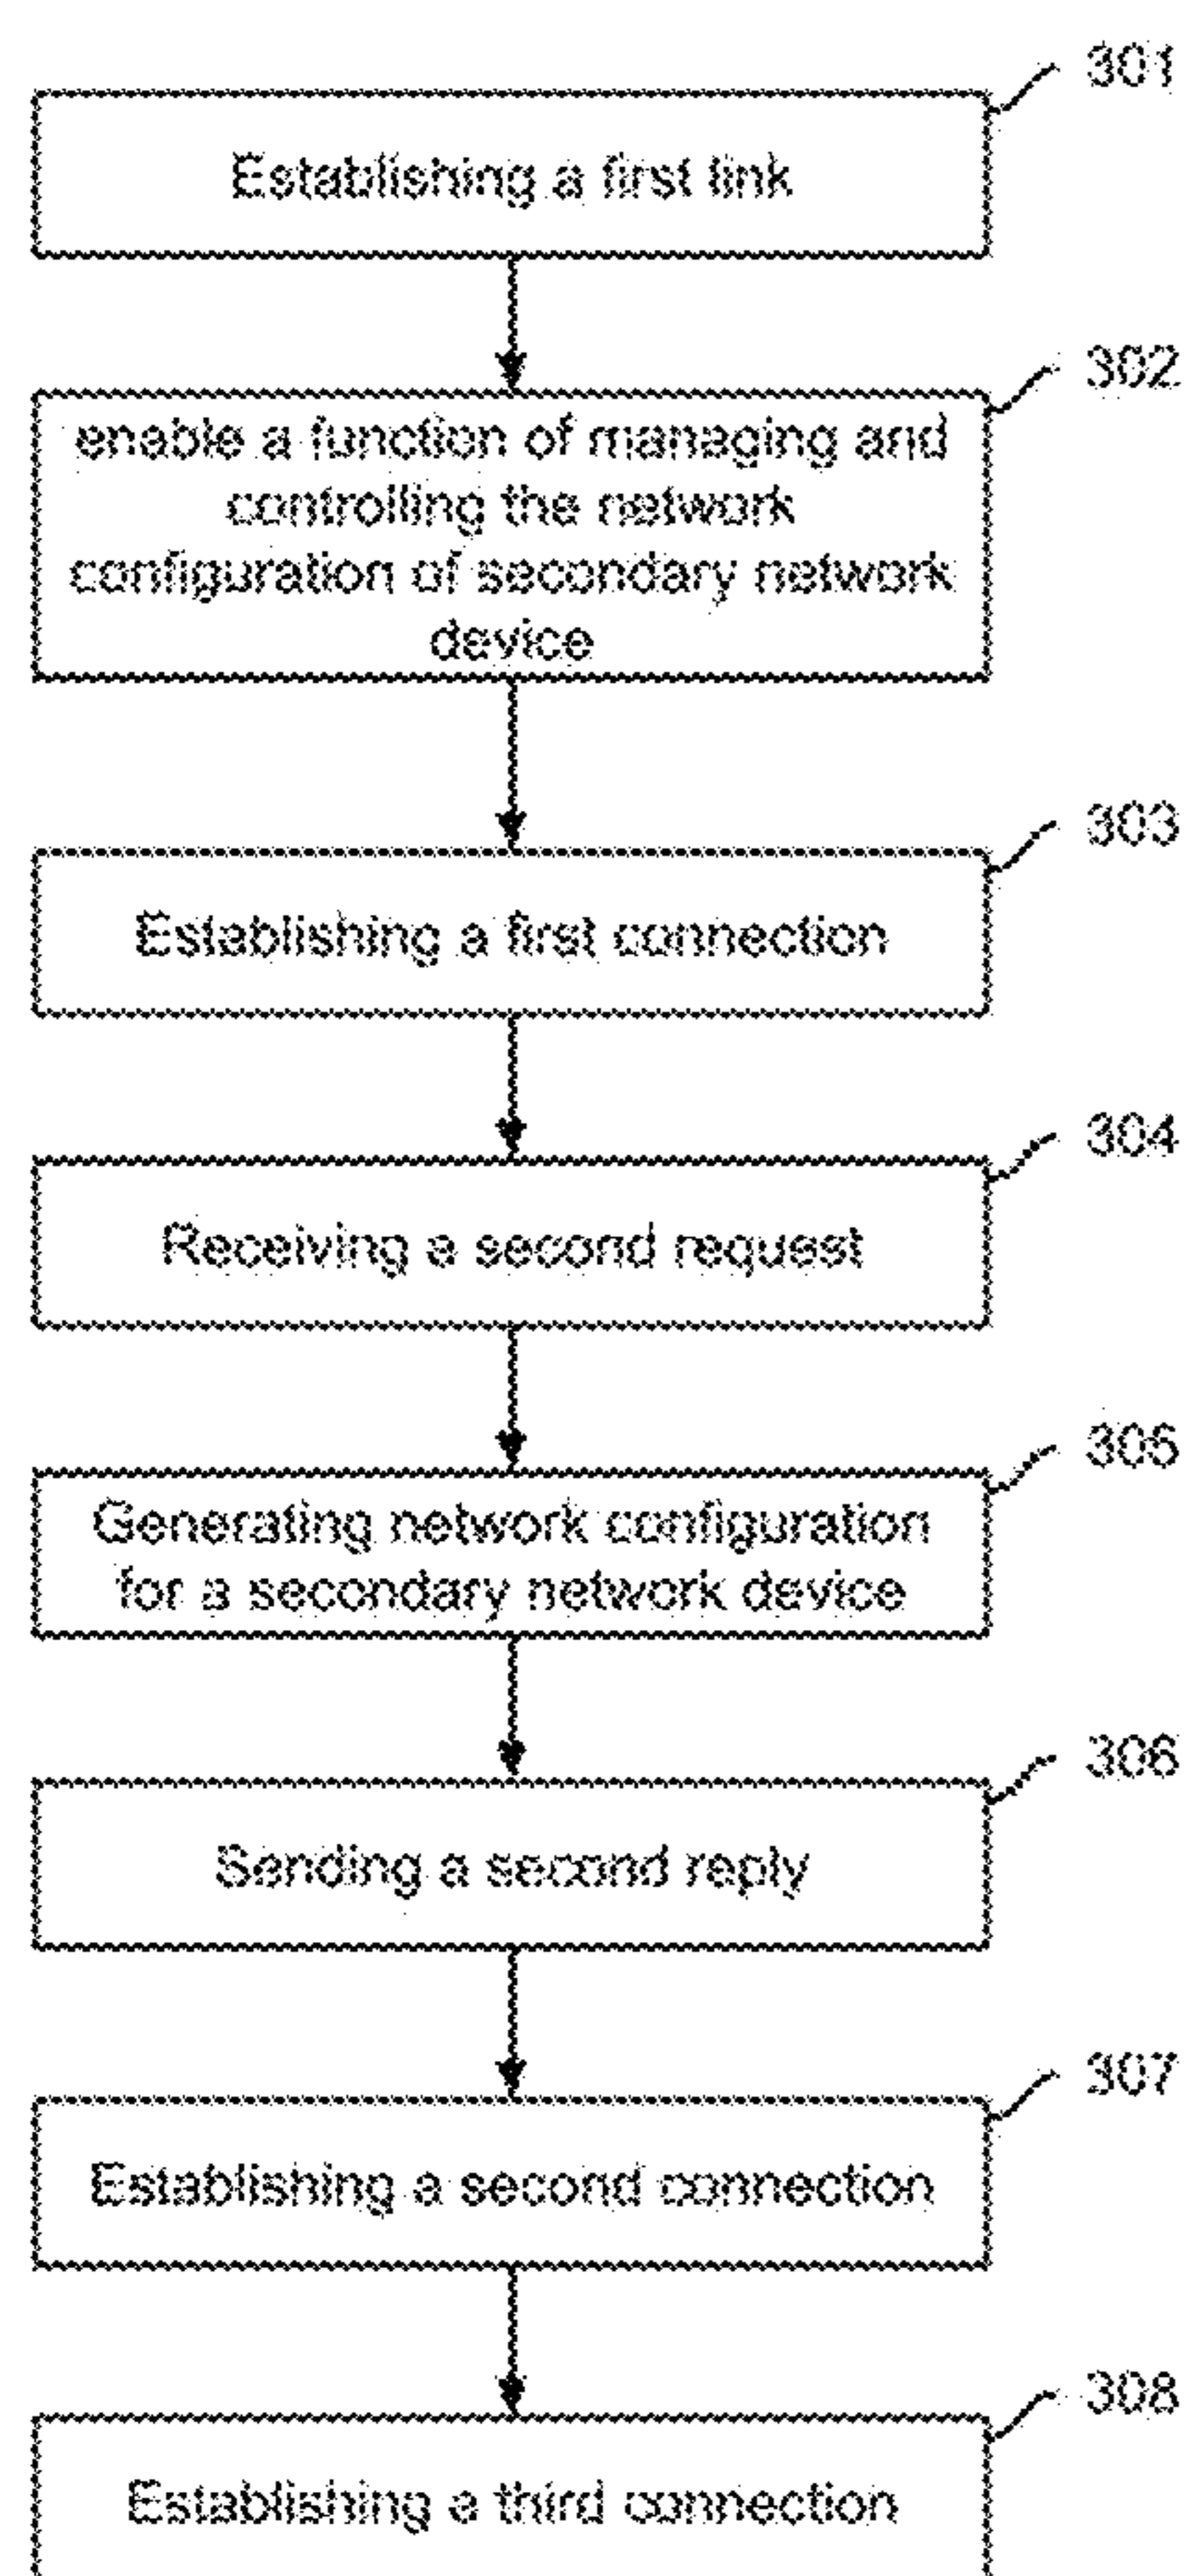 301
Establishing a first link
302
enable a function of managing and
controlling the network
configuration of secondary network
device
303
Establishing a first connection
304
Receiving a second request
305
Generating network configuration
for a secondary network device
306
Sending a second reply
307
Establishing a second connection
308
Establishing a third connection